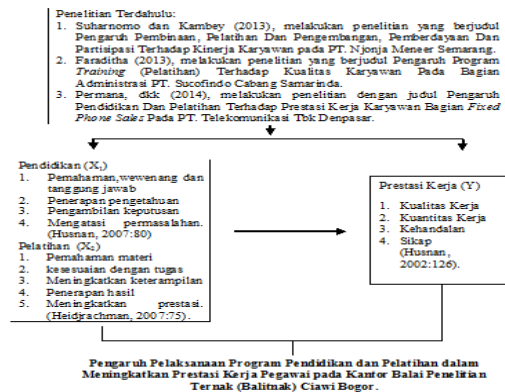 Penelitian Terdahulu:
1. Suharnomo dan Kambey (2013), melakukan penelitian yang berjudul
Pengaruh Pembinaan, Pelatihan Dan Pengembangan, Pemberdayaan Dan
Partisipasi Terhadap Kinerja Karyawan pada PT. Njonja Meneer Semarang.
2. Faraditha (2013), melakukan penelitian yang berjudul Pengaruh Program
Training (Pelatihan) Terhadap Kualitas Karyawan Pada Bagian
Administrasi PT. Sucofindo Cabang Samarinda.
3. Permana, dkk (2014), melakukan penelitian dengan judul Pengaruh
Pendidikan Dan Pelatihan Terhadap Prestasi Kerja Karyawan Bagian Fixed
Phone Sales Pada PT. Telekomunikasi Tbk Denpasar.
Pendidikan (X1)
1. Pemahaman,wewenang dan
tanggung jawab
2. Penerapan pengetahuan
3. Pengambilan keputusan
4. Mengatasi permasalahan.
(Husnan, 2007:80)
Pelatihan (X2)
1. Pemahaman materi
2. kesesuaian dengan tugas
3. Meningkatkan keterampilan
4. Penerapan hasil
5. Meningkatkan prestasi.
(Heidjrachman, 2007:75).
Prestasi Kerja (Y)
1. Kualitas Kerja
2. Kuantitas Kerja
3. Kehandalan
4. Sikap
(Husnan,
2002:126).
Pengaruh Pelaksanaan Program Pendidikan dan Pelatihan dalam
Meningkatkan Prestasi Kerja Pegawai pada Kantor Balai Penelitian
Ternak (Balitnak) Ciawi Bogor.